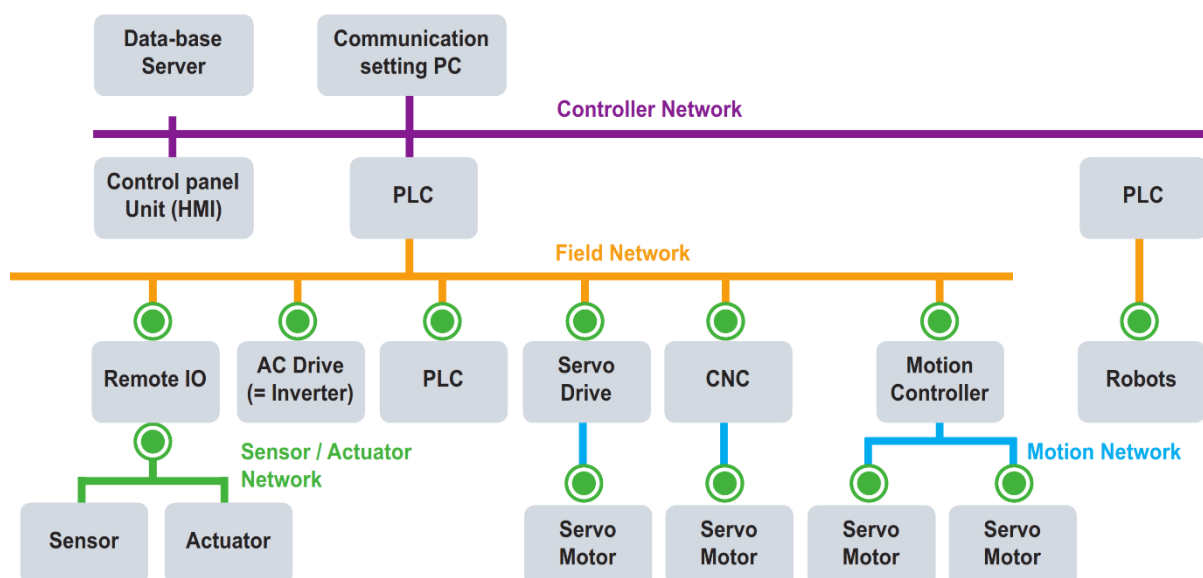 Data-base
Server
Communication
setting PC
Controller Network
Control panel
Unit (HMI)
PLC
PLC
Field Network
Remote IO
AC Drive
(= Inverter)
PLC
Servo
Drive
CNC
Motion
Controller
Robots
Sensor / Actuator
Network
Motion Network
Sensor
Actuator
Servo
Motor
Servo
Motor
Servo
Motor
Servo
Motor